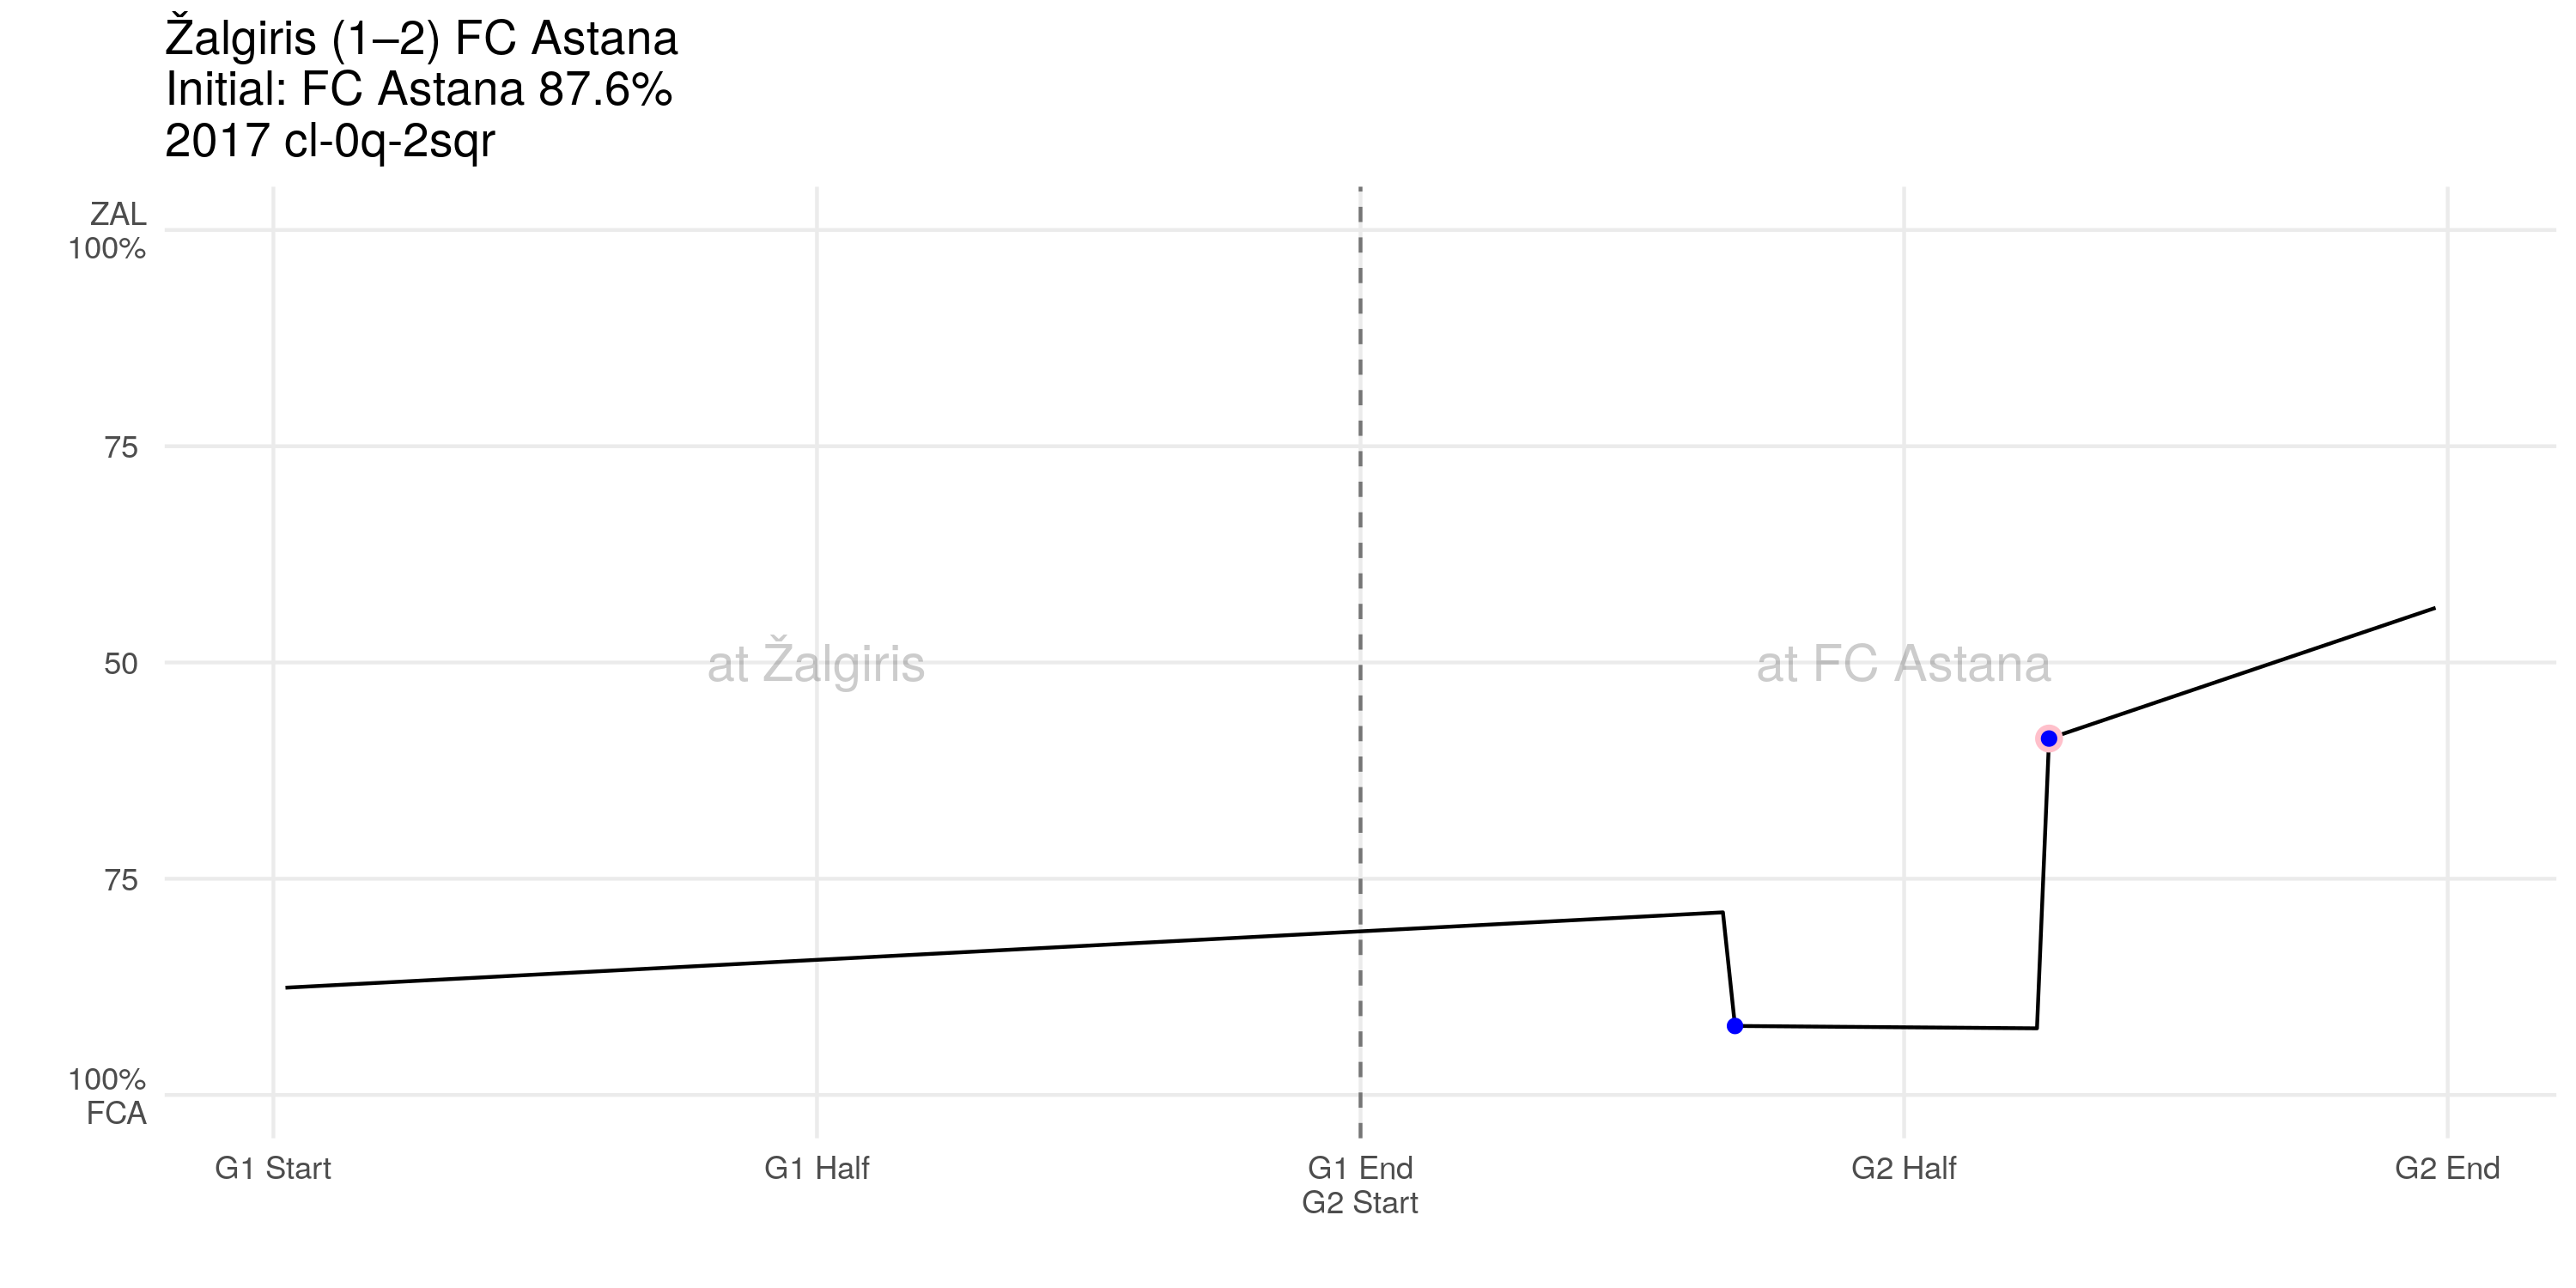 Žalgiris (1–2) FC Astana
Initial: FC Astana 87.6%
2017 cl-0q-2sqr
ZAL
100%
75
50
75
100%
FCA
at Žalgiris
at FC Astana
G1 Start
G1 Half
G1 End
G2 Start
G2 Half
G2 End